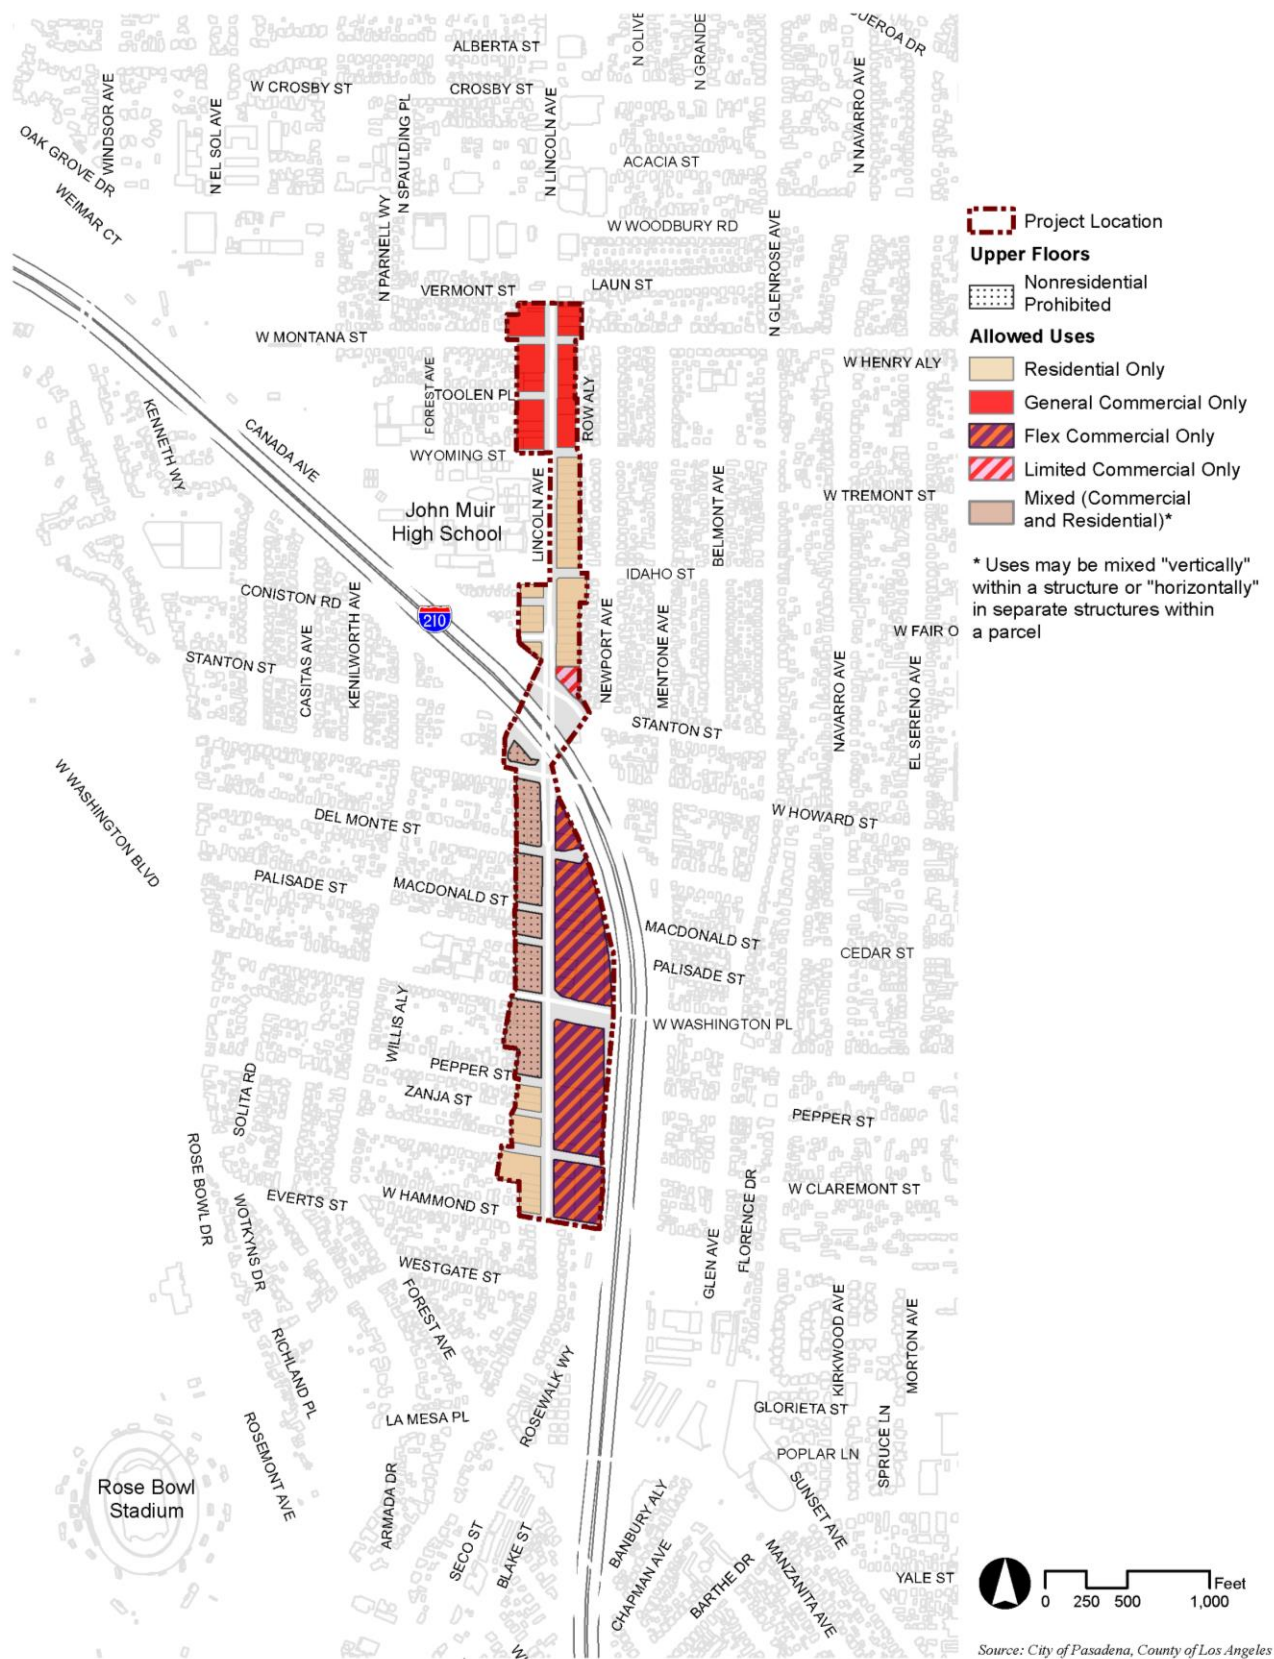 ALBERTA ST
N OLIVE
N GRANDE
UEROA DR
W CROSBY ST
CROSBY ST
WINDSOR AVE
N EL SOL AVE
N SPAULDING PL
N LINCOLN AVE
N NAVARRO AVE
OAK GROVE DR
ACACIA ST
WEIMAR CT
N PARNELL WY
W WOODBURY RD
N GLENROSE AVE
VERMONT ST
LAUN ST
W MONTANA ST
W HENRY ALY
FOREST AVE
TOOLEN PL
ROW ALY
KENNETH WY
CANADA AVE
WYOMING ST
LINCOLN AVE
BELMONT AVE
W TREMONT ST
John Muir
High School
IDAHO ST
CONISTON RD
KENILWORTH AVE
210
CASITAS AVE
STANTON ST
NEWPORT AVE
MENTONE AVE
W FAIR O
NAVARRO AVE
EL SERENO AVE
STANTON ST
W WASHINGTON BLVD
DEL MONTE ST
W HOWARD ST
PALISADE ST
MACDONALD ST
MACDONALD ST
CEDAR ST
PALISADE ST
WILLIS ALY
W WASHINGTON PL
PEPPER ST
SOLITA RD
ZANJA ST
PEPPER ST
ROSE BOWL DR
WOTKYNS DR
EVERTS ST
W HAMMOND ST
FLORENCE DR
W CLAREMONT ST
GLEN AVE
WESTGATE ST
FOREST AVE
KIRKWOOD AVE
MORTON AVE
RICHLAND PL
ROSEWALK WY
LA MESA PL
GLORIETA ST
ROSEMONT AVE
POPLAR LN
SPRUCE LN
Rose Bowl
Stadium
ARMADA DR
SECO ST
BLAKE ST
BANBURY ALY
CHAPMAN AVE
BARTHE DR
SUNSET AVE
MANZANITA AVE
YALE ST
Project Location
Upper Floors
Nonresidential
Prohibited
Allowed Uses
Residential Only
General Commercial Only
Flex Commercial Only
Limited Commercial Only
Mixed (Commercial
and Residential)*
* Uses may be mixed "vertically"
within a structure or "horizontally"
in separate structures within
a parcel
Feet
0 250 500 1,000
Source: City of Pasadena, County of Los Angeles